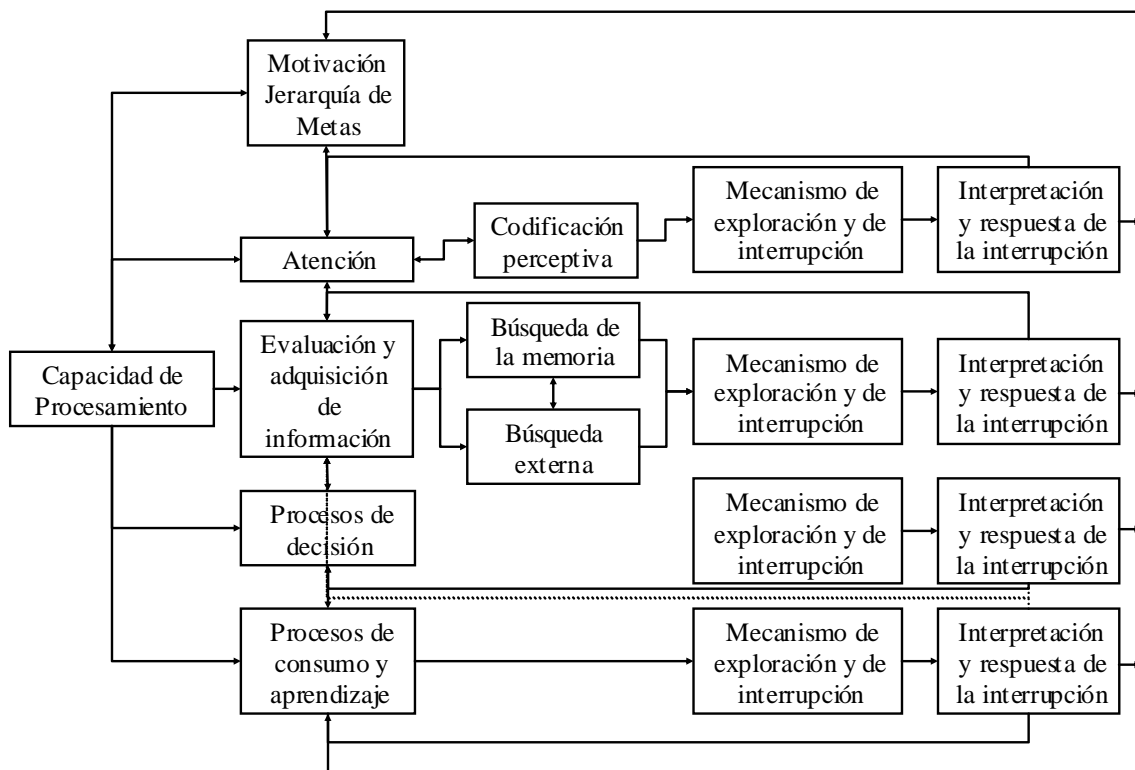 Motivación
Jerarquía de
Metas
Mecanismo de
exploración y de
interrupción
Interpretación
y respuesta de
la interrupción
Codificación
perceptiva
Atención
Búsqueda de
la memoria
Evaluación y
adquisición
de
información
Mecanismo de
exploración y de
interrupción
Interpretación
y respuesta de
la interrupción
Capacidad de
Procesamiento
Búsqueda
externa
Procesos de
decisión
Mecanismo de
exploración y de
interrupción
Interpretación
y respuesta de
la interrupción
Procesos de
consumo y
aprendizaje
Mecanismo de
exploración y de
interrupción
Interpretación
y respuesta de
la interrupción